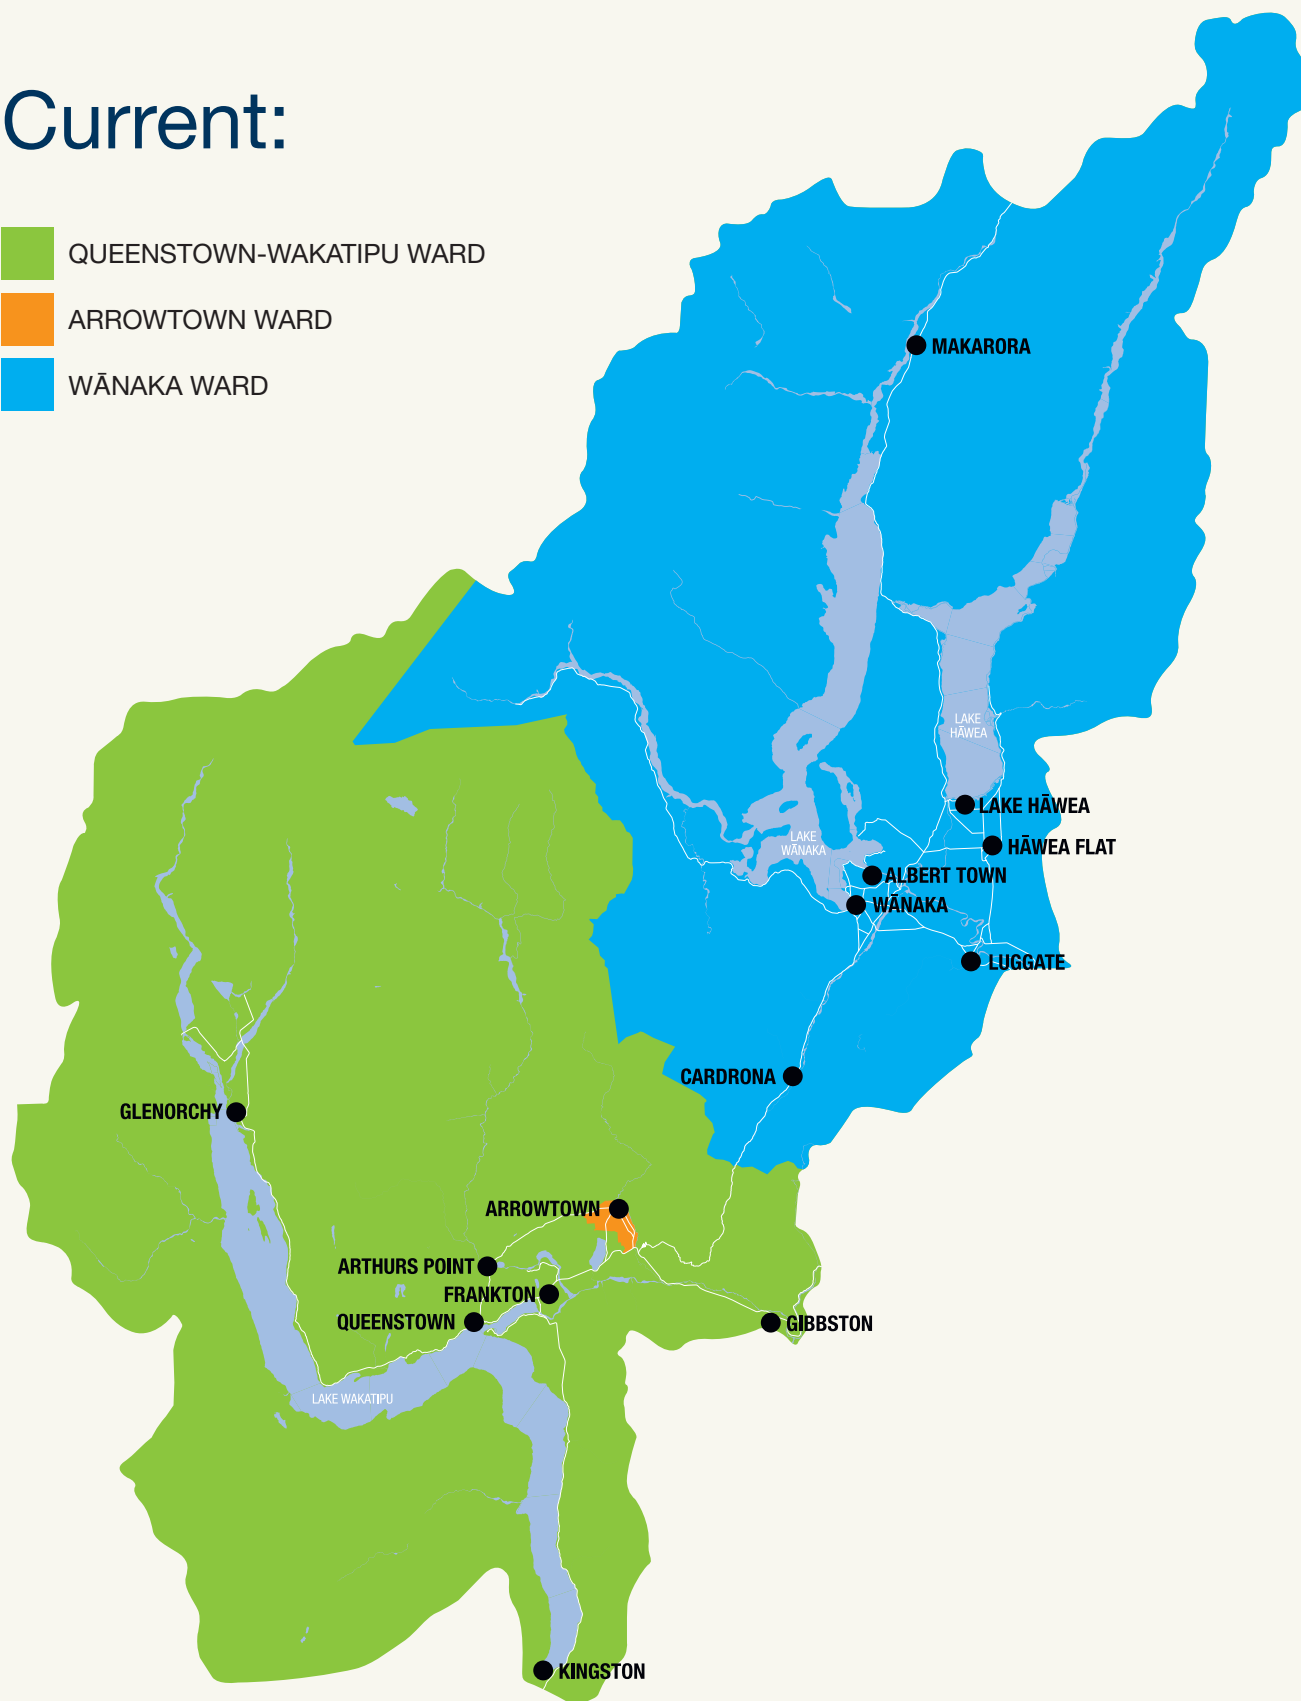 Current:
QUEENSTOWN-WAKATIPU WARD
ARROWTOWN WARD
WĀNAKA WARD
MAKARORA
LAKE
HĀWEA
LAKE HĀWEA
LAKE
WĀNAKA
HĀWEA FLAT
ALBERT TOWN
WĀNAKA
LUGGATE
CARDRONA
GLENORCHY
ARROWTOWN
ARTHURS POINT
FRANKTON
QUEENSTOWN
GIBBSTON
LAKE WAKATIPU
KINGSTON